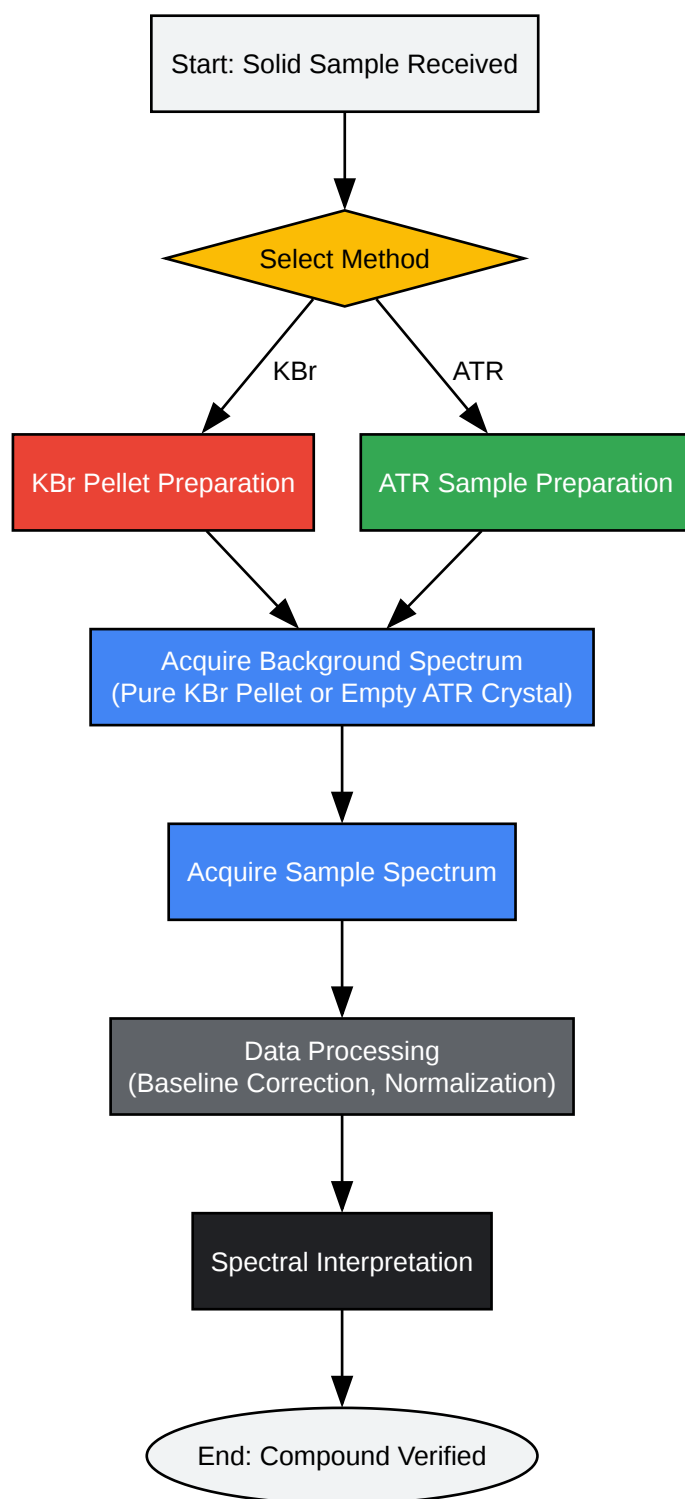 Start: Solid Sample Received
Select Method
KBr
ATR
KBr Pellet Preparation
ATR Sample Preparation
Acquire Background Spectrum
(Pure KBr Pellet or Empty ATR Crystal)
Acquire Sample Spectrum
Data Processing
(Baseline Correction, Normalization)
Spectral Interpretation
End: Compound Verified